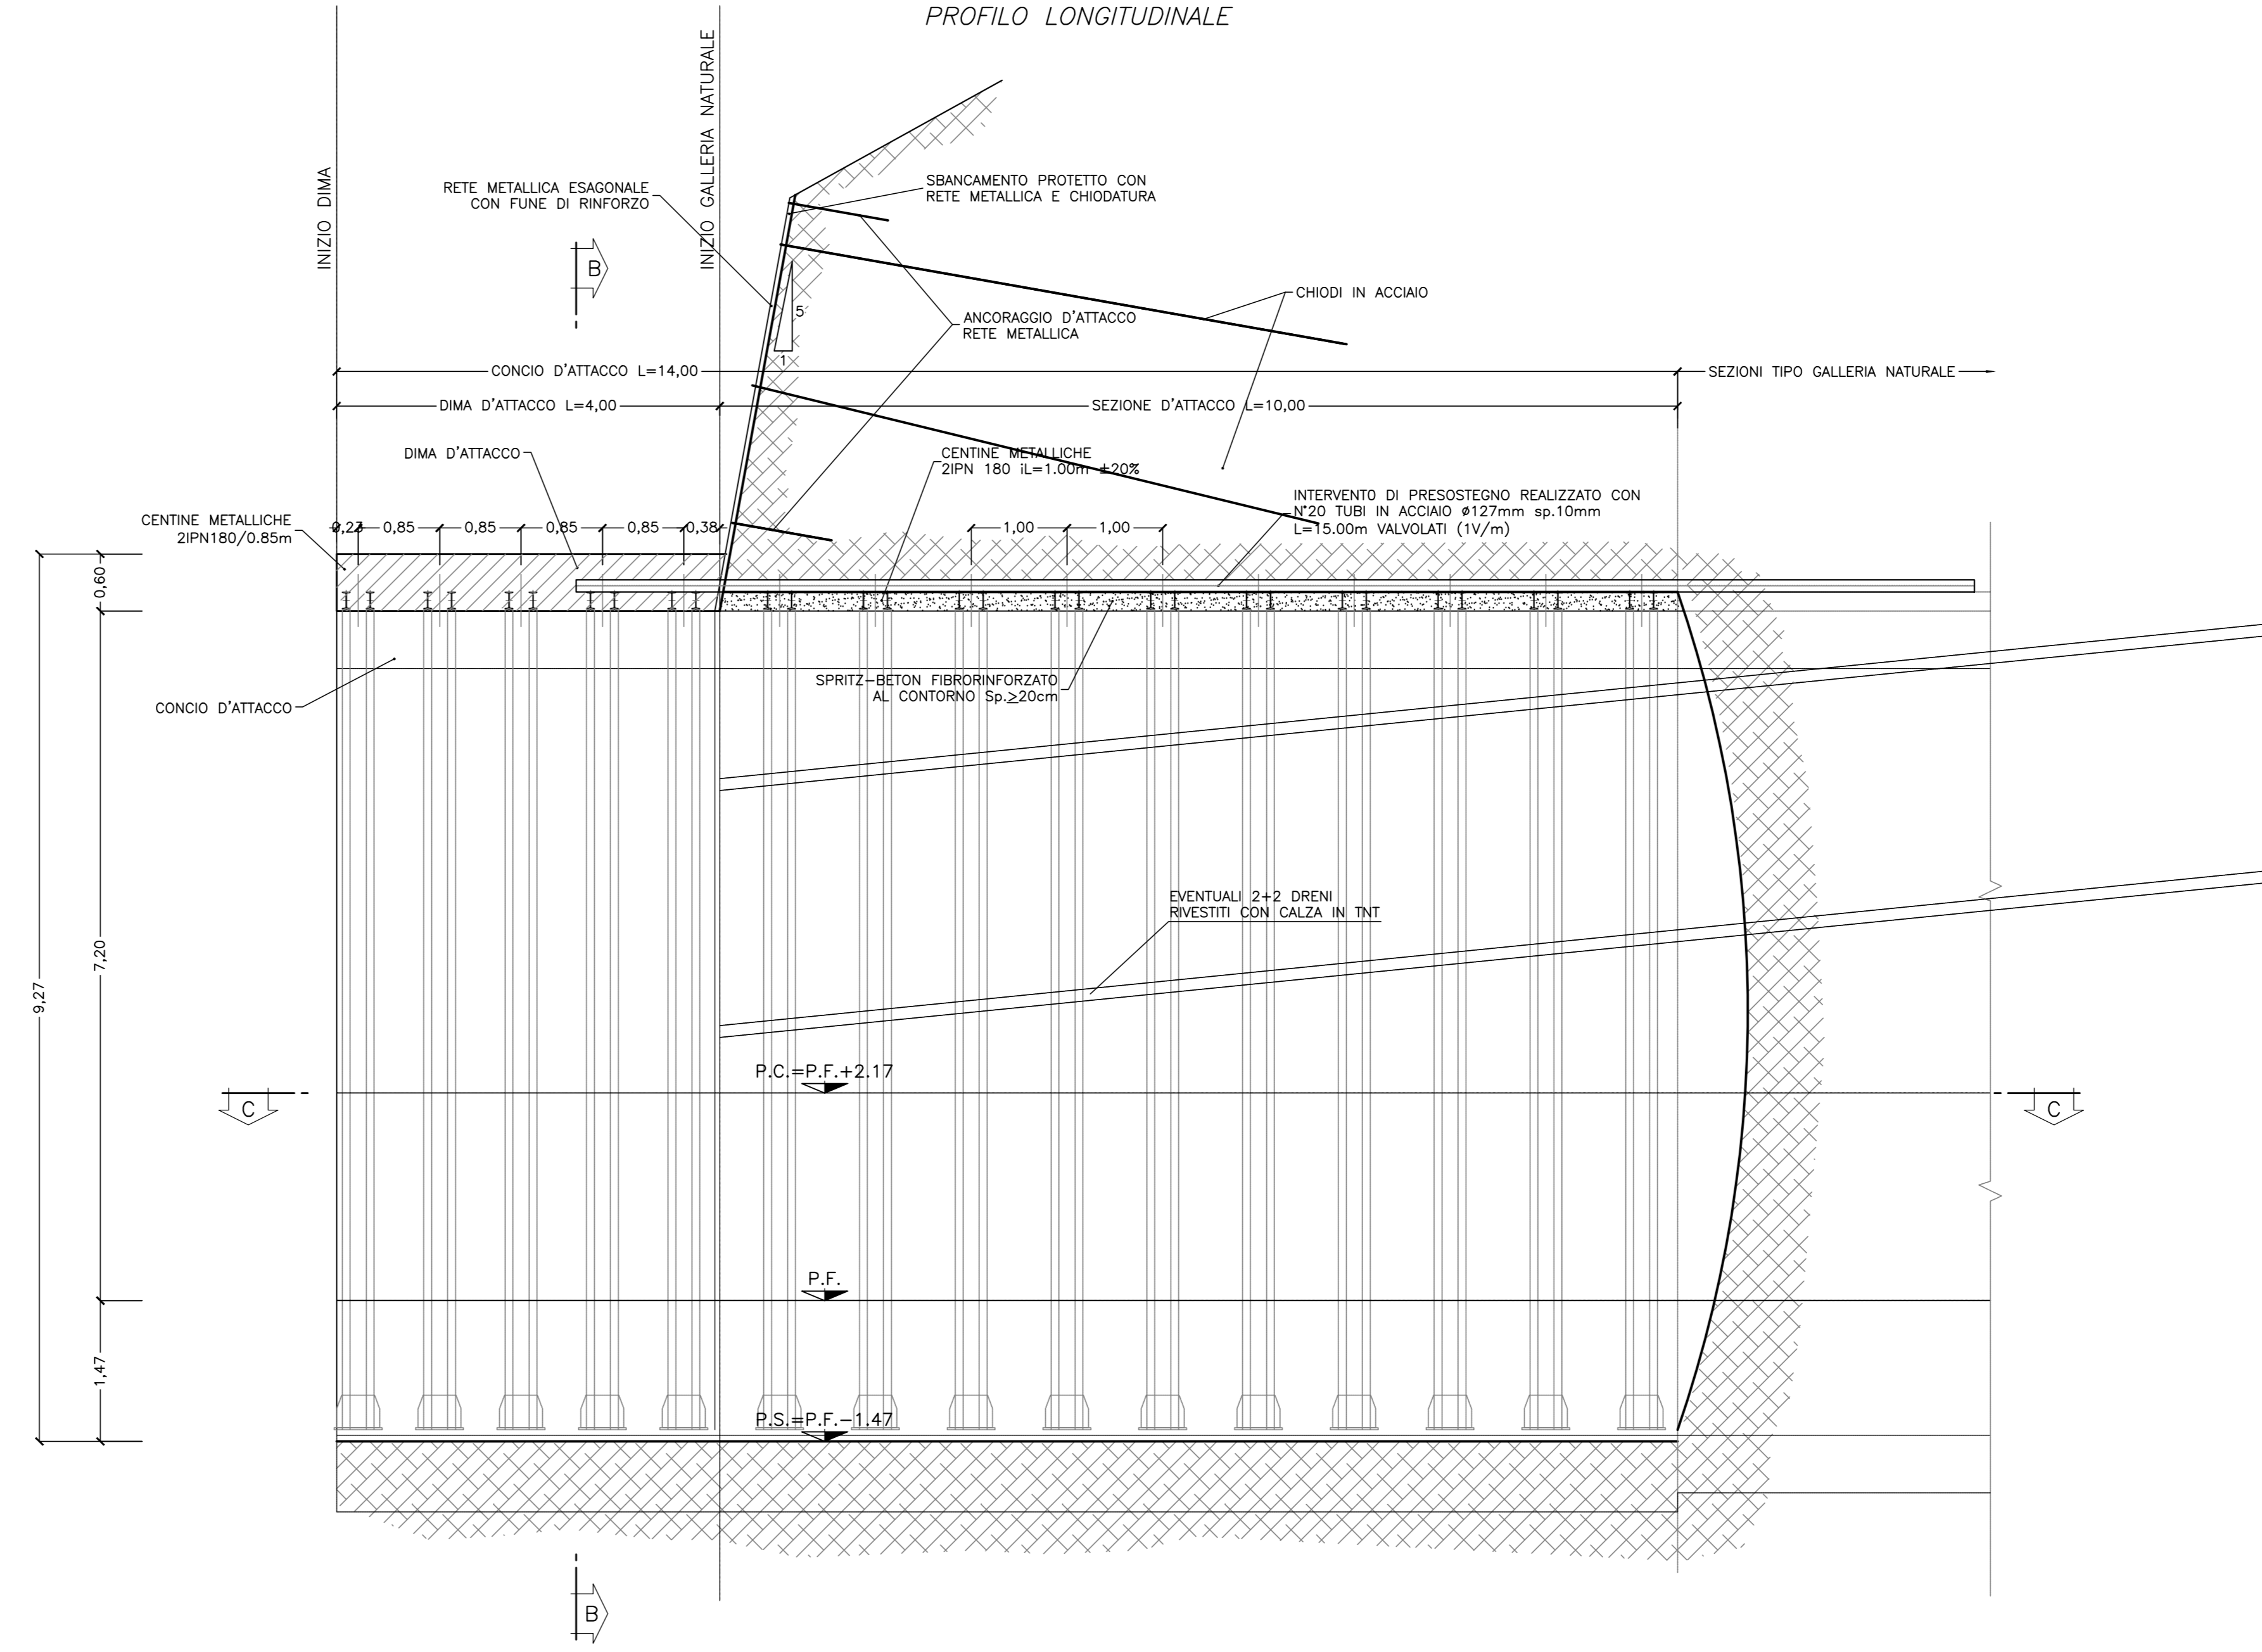 PROFILO LONGITUDINALE
INIZIO DIMA
INIZIO GALLERIA NATURALE
RETE METALLICA ESAGONALE
CON FUNE DI RINFORZO
SBANCAMENTO PROTETTO CON
RETE METALLICA E CHIODATURA
B
5
1
CHIODI IN ACCIAIO
ANCORAGGIO D'ATTACCO
RETE METALLICA
CONCIO D'ATTACCO L=14,00
SEZIONI TIPO GALLERIA NATURALE
DIMA D'ATTACCO L=4,00
SEZIONE D'ATTACCO L=10,00
DIMA D'ATTACCO
CENTINE METALLICHE
2IPN 180 iL=1.00m ±20%
INTERVENTO DI PRESOSTEGNO REALIZZATO CON
N°20 TUBI IN ACCIAIO ø127mm sp.10mm
L=15.00m VALVOLATI (1V/m)
CENTINE METALLICHE
2IPN180/0.85m
0,23
0,85
0,85
0,85
0,85
0,38
1,00
1,00
0,60
SPRITZ-BETON FIBRORINFORZATO
AL CONTORNO Sp.≥20cm
CONCIO D'ATTACCO
EVENTUALI 2+2 DRENI
RIVESTITI CON CALZA IN TNT
7,20
9,27
P.C.=P.F.+2.17
C
C
P.F.
1,47
P.S.=P.F.-1.47
B